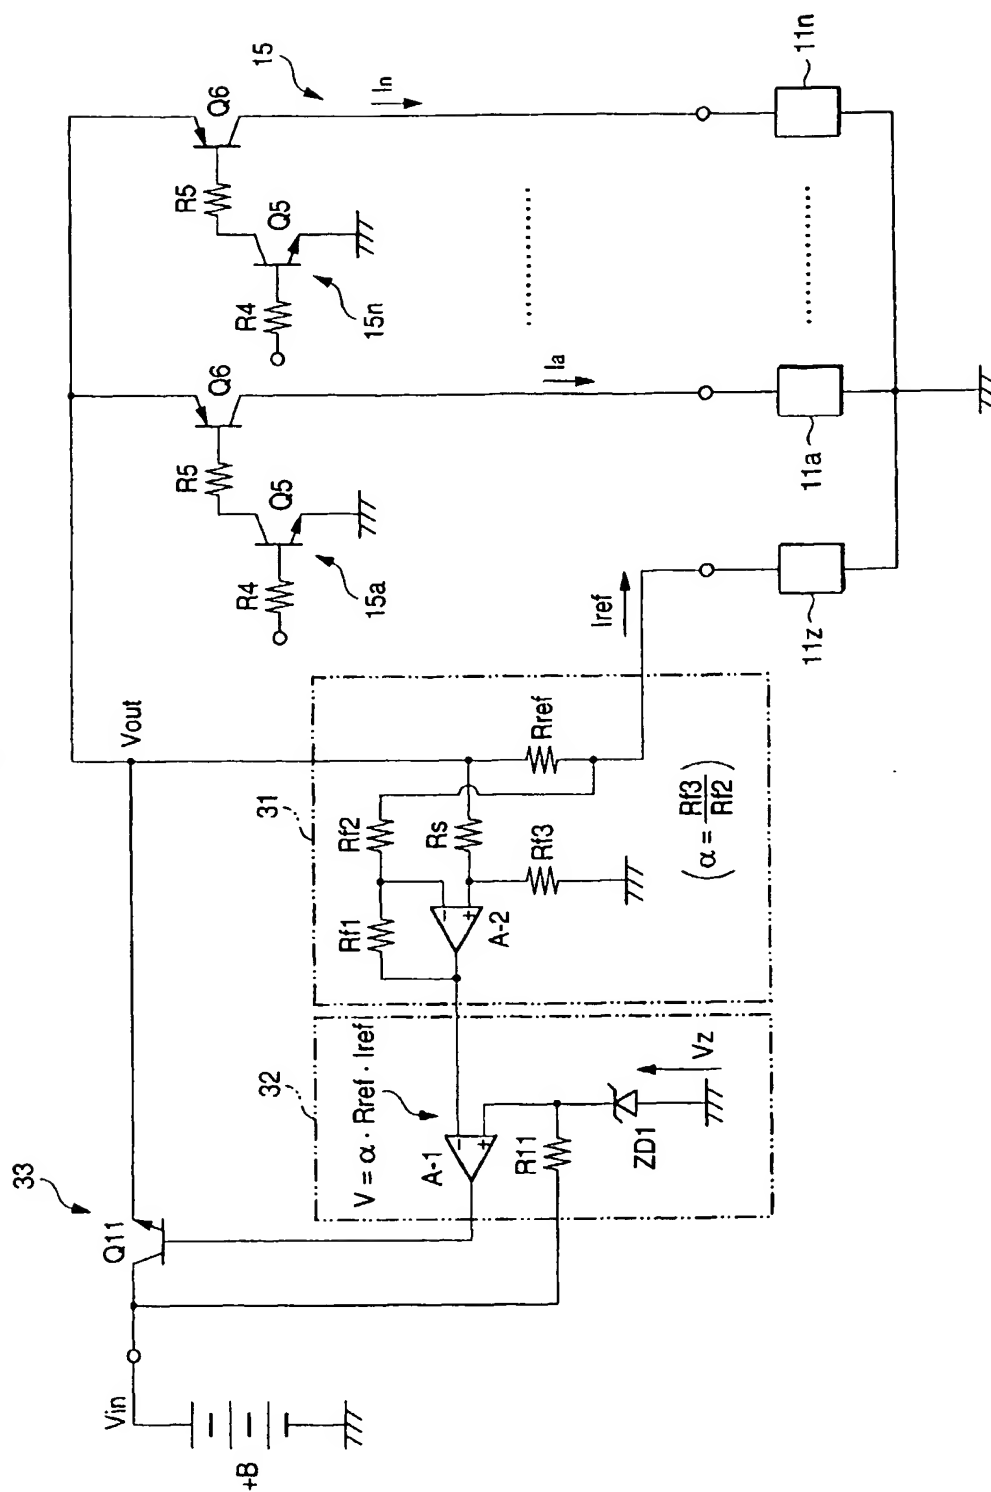 33
Vin
+B
Q11
32
V = α · Rref · Iref
A-1
R11
ZD1
Vz
31
Rf1
Rf2
Rs
A-2
Rf3
Rref
(α = Rf3
Rf2)
Vout
Iref
11z
R4
Q5
R5
Q6
15a
Ia
11a
R4
Q5
R5
Q6
15n
15
In
11n